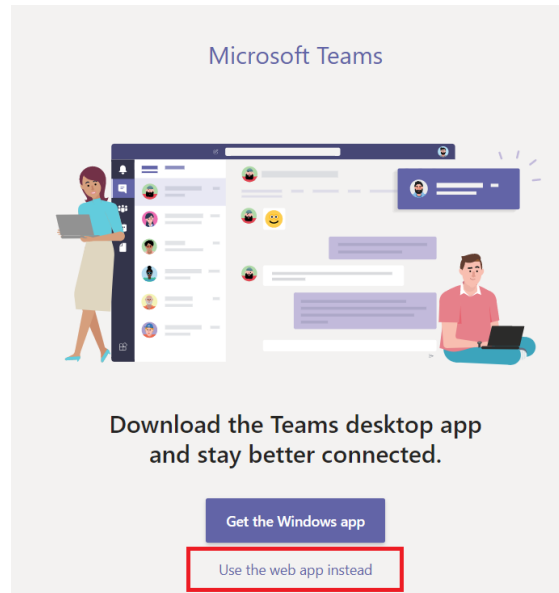 Microsoft Teams
Download the Teams desktop app
and stay better connected.
Get the Windows app
Use the web app instead